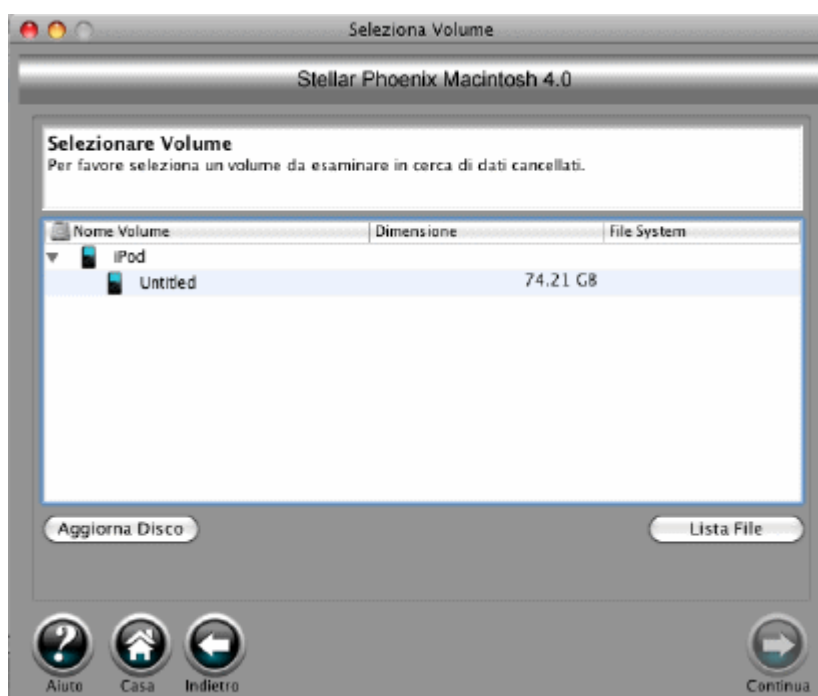 Seleziona Volume
Stellar Phoenix Macintosh 4.0
Selezionare Volume
Per favore seleziona un volume da esaminare in cerca di dati cancellati.
Nome Volume Dimensione File System
iPod
Untitled 74.21 GB
Aggiorna Disco Lista File
Aiuto Casa Indietro Continua